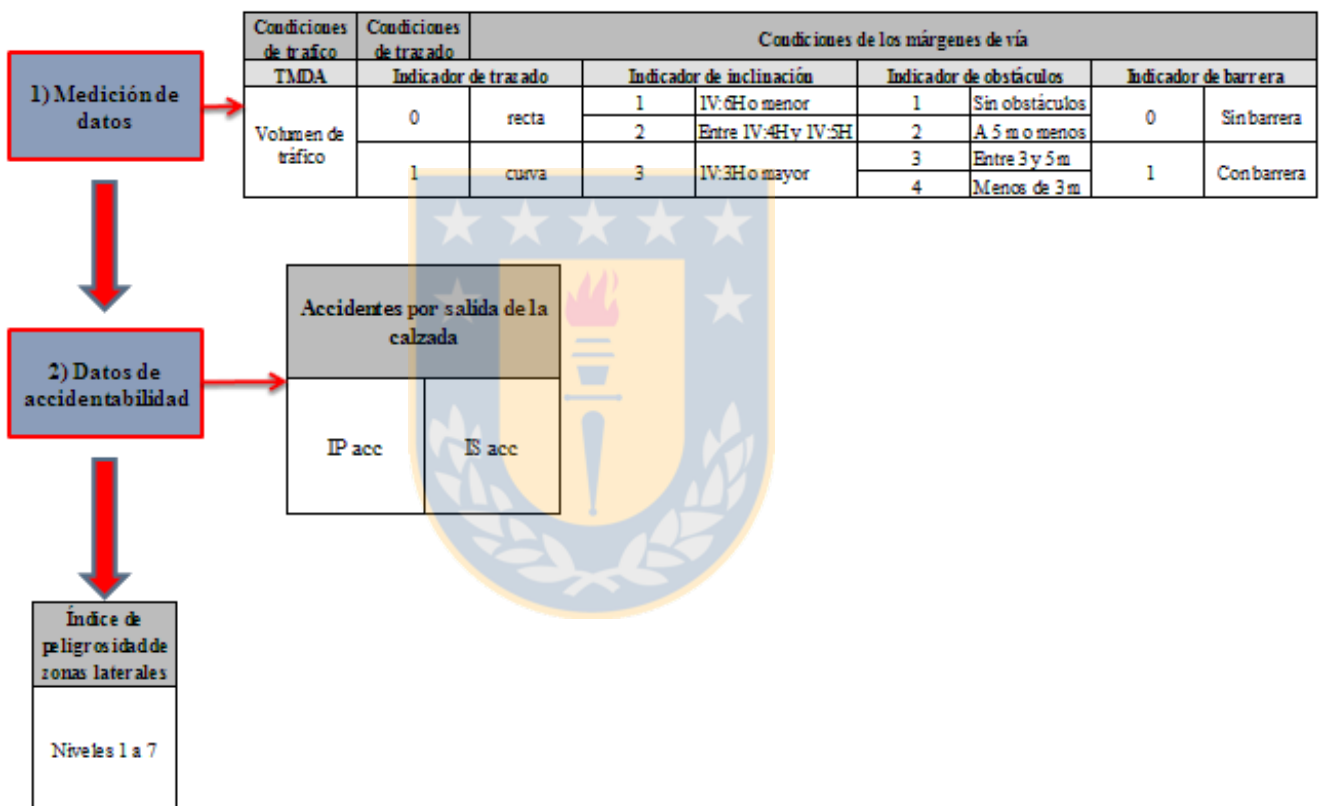 Condiciones de trafico
Condiciones de trazado
Condiciones de los márgenes de vía
TMDA
Indicador de trazado
Indicador de inclinación
Indicador de obstáculos
Indicador de barrera
1) Medición de
datos
Volumen de
tráfico
0
recta
1
1V:6H o menor
1
Sin obstáculos
0
Sin barrera
2
Entre 1V:4H y 1V:5H
2
A 5 m o menos
1
curva
3
1V:3H o mayor
3
Entre 3 y 5 m
1
Con barrera
4
Menos de 3 m
Accidentes por salida de la
calzada
2) Datos de
accidentabilidad
IP acc
IS acc
Índice de
peligrosidad de
zonas laterales
Niveles 1 a 7